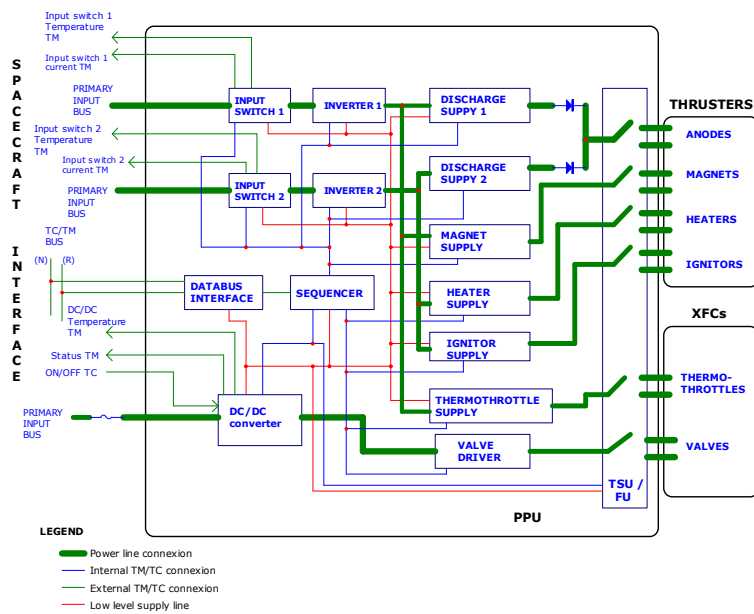 Input switch 1
Temperature
TM
Input switch 1
current TM
PRIMARY
INPUT
BUS
Input switch 2
Temperature
TM
Input switch 2
current TM
PRIMARY
INPUT
BUS
TC/TM
BUS
(N)
(R)
DC/DC
Temperature
TM
Status TM
ON/OFF TC
PRIMARY
INPUT
BUS
SPACECRAFT
INTERFACE
INPUT
SWITCH 1
INVERTER 1
DISCHARGE
SUPPY 1
INPUT
SWITCH 2
INVERTER 2
DISCHARGE
SUPPY 2
MAGNET
SUPPLY
DATABUS
INTERFACE
SEQUENCER
HEATER
SUPPLY
IGNITOR
SUPPLY
DC/DC
converter
THERMOTHROTTLE
SUPPLY
VALVE
DRIVER
TSU /
FU
PPU
THRUSTERS
ANODES
MAGNETS
HEATERS
IGNITORS
XFCs
THERMO-
THROTTLES
VALVES
LEGEND
Power line connexion
Internal TM/TC connexion
External TM/TC connexion
Low level supply line